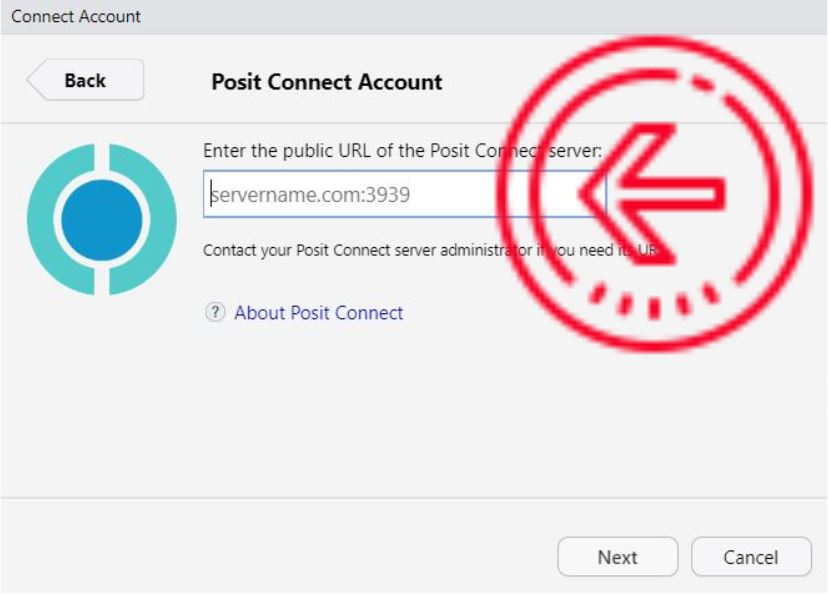 Connect Account
Back
Posit Connect Account
Enter the public URL of the Posit Connect server:
servername.com:3939
Contact your Posit Connect server administrator if you need its URL
? About Posit Connect
Next
Cancel